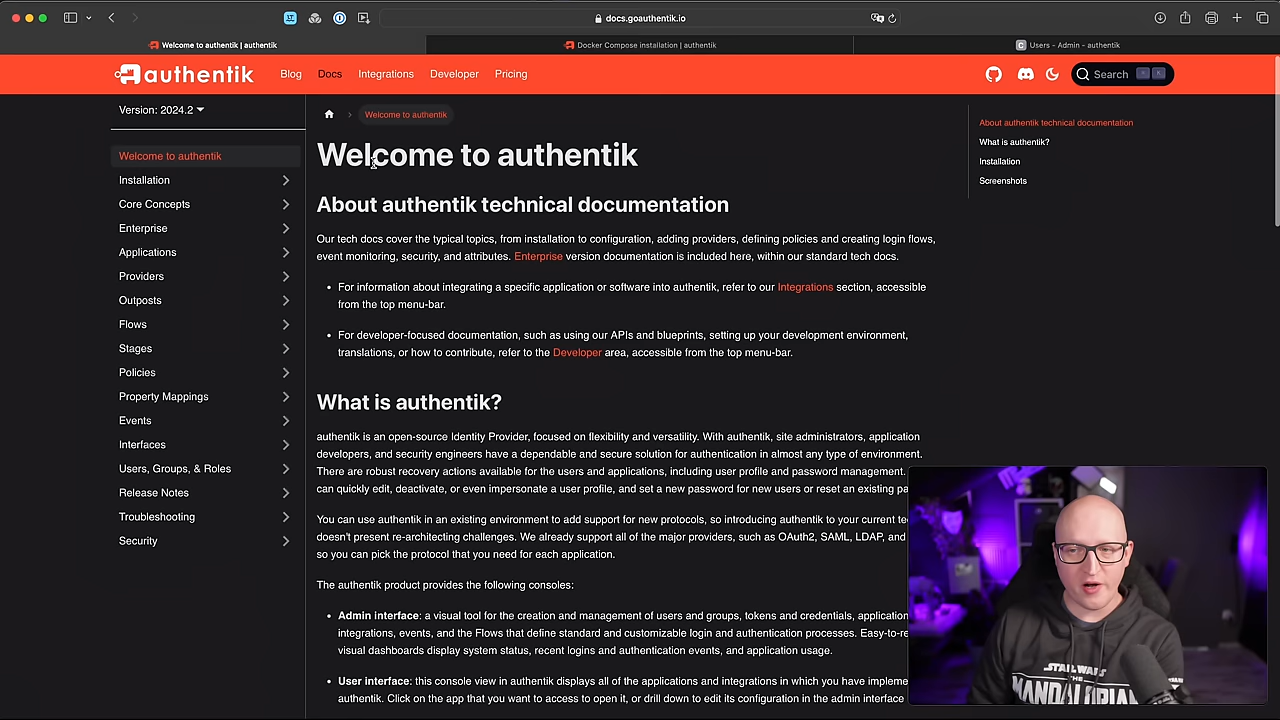 docs.goauthentik.io
Welcome to authentik | authentik
Docker Compose installation | authentik
Users - Admin - authentik
authentik
Blog
Docs
Integrations
Developer
Pricing
Search
Version: 2024.2
Welcome to authentik
Installation
Core Concepts
Enterprise
Applications
Providers
Outposts
Flows
Stages
Policies
Property Mappings
Events
Interfaces
Users, Groups, & Roles
Release Notes
Troubleshooting
Security
Welcome to authentik
Welcome to authentik
About authentik technical documentation
Our tech docs cover the typical topics, from installation to configuration, adding providers, defining policies and creating login flows,
event monitoring, security, and attributes. Enterprise version documentation is included here, within our standard tech docs.
For information about integrating a specific application or software into authentik, refer to our Integrations section, accessible
from the top menu-bar.
For developer-focused documentation, such as using our APIs and blueprints, setting up your development environment,
translations, or how to contribute, refer to the Developer area, accessible from the top menu-bar.
What is authentik?
authentik is an open-source Identity Provider, focused on flexibility and versatility. With authentik, site administrators, application
developers, and security engineers have a dependable and secure solution for authentication in almost any type of environment.
There are robust recovery actions available for the users and applications, including user profile and password management.
can quickly edit, deactivate, or even impersonate a user profile, and set a new password for new users or reset an existing pa
You can use authentik in an existing environment to add support for new protocols, so introducing authentik to your current te
doesn't present re-architecting challenges. We already support all of the major providers, such as OAuth2, SAML, LDAP, and
so you can pick the protocol that you need for each application.
The authentik product provides the following consoles:
Admin interface: a visual tool for the creation and management of users and groups, tokens and credentials, application
integrations, events, and the Flows that define standard and customizable login and authentication processes. Easy-to-re
visual dashboards display system status, recent logins and authentication events, and application usage.
User interface: this console view in authentik displays all of the applications and integrations in which you have impleme
authentik. Click on the app that you want to access to open it, or drill down to edit its configuration in the admin interface
About authentik technical documentation
What is authentik?
Installation
Screenshots
STAR WARS
THE
MANDALORIAN